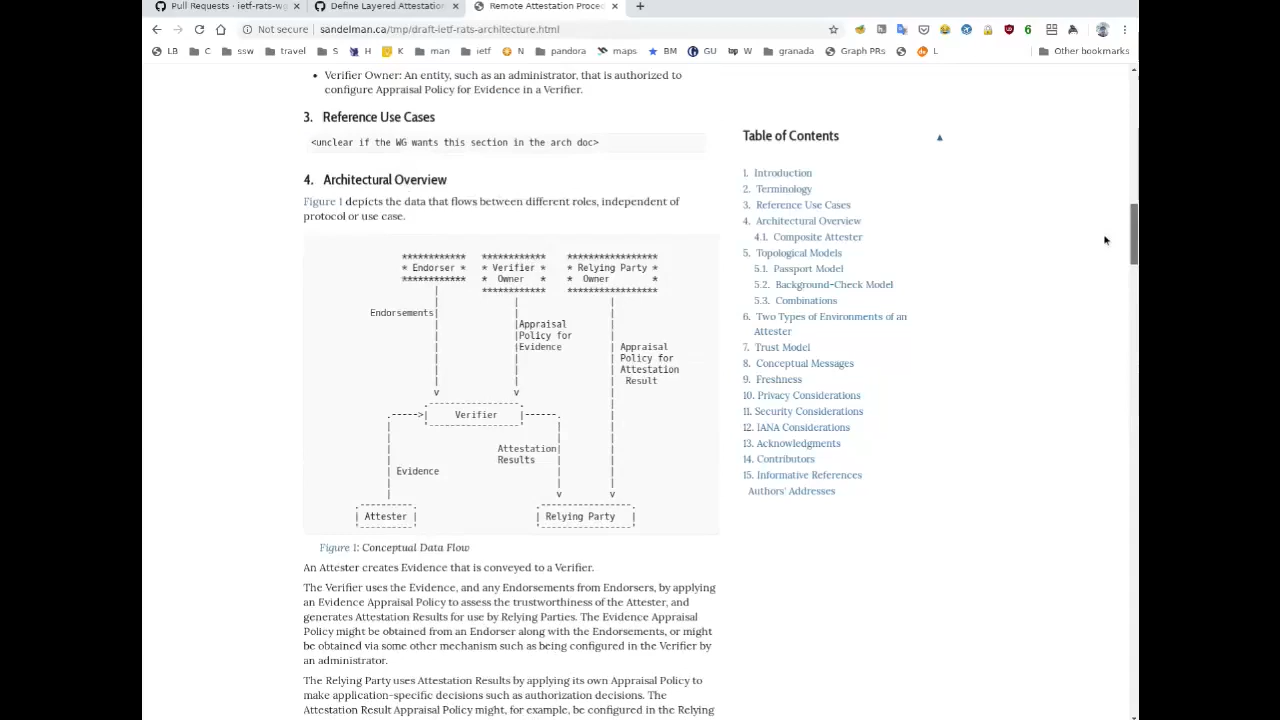 Pull Requests · ietf-rats-wg
Define Layered Attestation
Remote Attestation Proced
Not secure
sandelman.ca/tmp/draft-ietf-rats-architecture.html
LB
C
ssw
travel
S
H
K
man
ietf
N
pandora
maps
BM
GU
W
granada
Graph PRs
L
Other bookmarks
• Verifier Owner: An entity, such as an administrator, that is authorized to
configure Appraisal Policy for Evidence in a Verifier.
3. Reference Use Cases
<unclear if the WG wants this section in the arch doc>
4. Architectural Overview
Figure 1 depicts the data that flows between different roles, independent of
protocol or use case.
************ ************ *****************
* Endorser * * Verifier * * Relying Party *
************ * Owner * * Owner *
************ *****************
Endorsements
Appraisal
Policy for
Evidence
Appraisal
Policy for
Attestation
Result
Verifier
Attestation
Results
Evidence
Attester
Relying Party
Figure 1: Conceptual Data Flow
An Attester creates Evidence that is conveyed to a Verifier.
The Verifier uses the Evidence, and any Endorsements from Endorsers, by applying
an Evidence Appraisal Policy to assess the trustworthiness of the Attester, and
generates Attestation Results for use by Relying Parties. The Evidence Appraisal
Policy might be obtained from an Endorser along with the Endorsements, or might
be obtained via some other mechanism such as being configured in the Verifier by
an administrator.
The Relying Party uses Attestation Results by applying its own Appraisal Policy to
make application-specific decisions such as authorization decisions. The
Attestation Result Appraisal Policy might, for example, be configured in the Relying
Table of Contents
1. Introduction
2. Terminology
3. Reference Use Cases
4. Architectural Overview
4.1. Composite Attester
5. Topological Models
5.1. Passport Model
5.2. Background-Check Model
5.3. Combinations
6. Two Types of Environments of an
Attester
7. Trust Model
8. Conceptual Messages
9. Freshness
10. Privacy Considerations
11. Security Considerations
12. IANA Considerations
13. Acknowledgments
14. Contributors
15. Informative References
Authors' Addresses